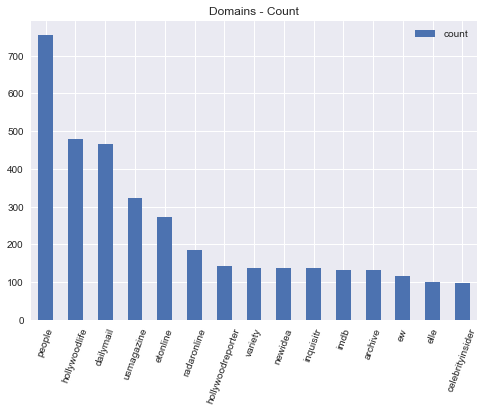 Domains - Count
count
700
600
500
400
300
200
100
0
people
hollywoodlife
dailymail
usmagazine
etonline
radaronline
hollywoodreporter
variety
newidea
inquisitr
imdb
archive
ew
elle
celebrityinsider